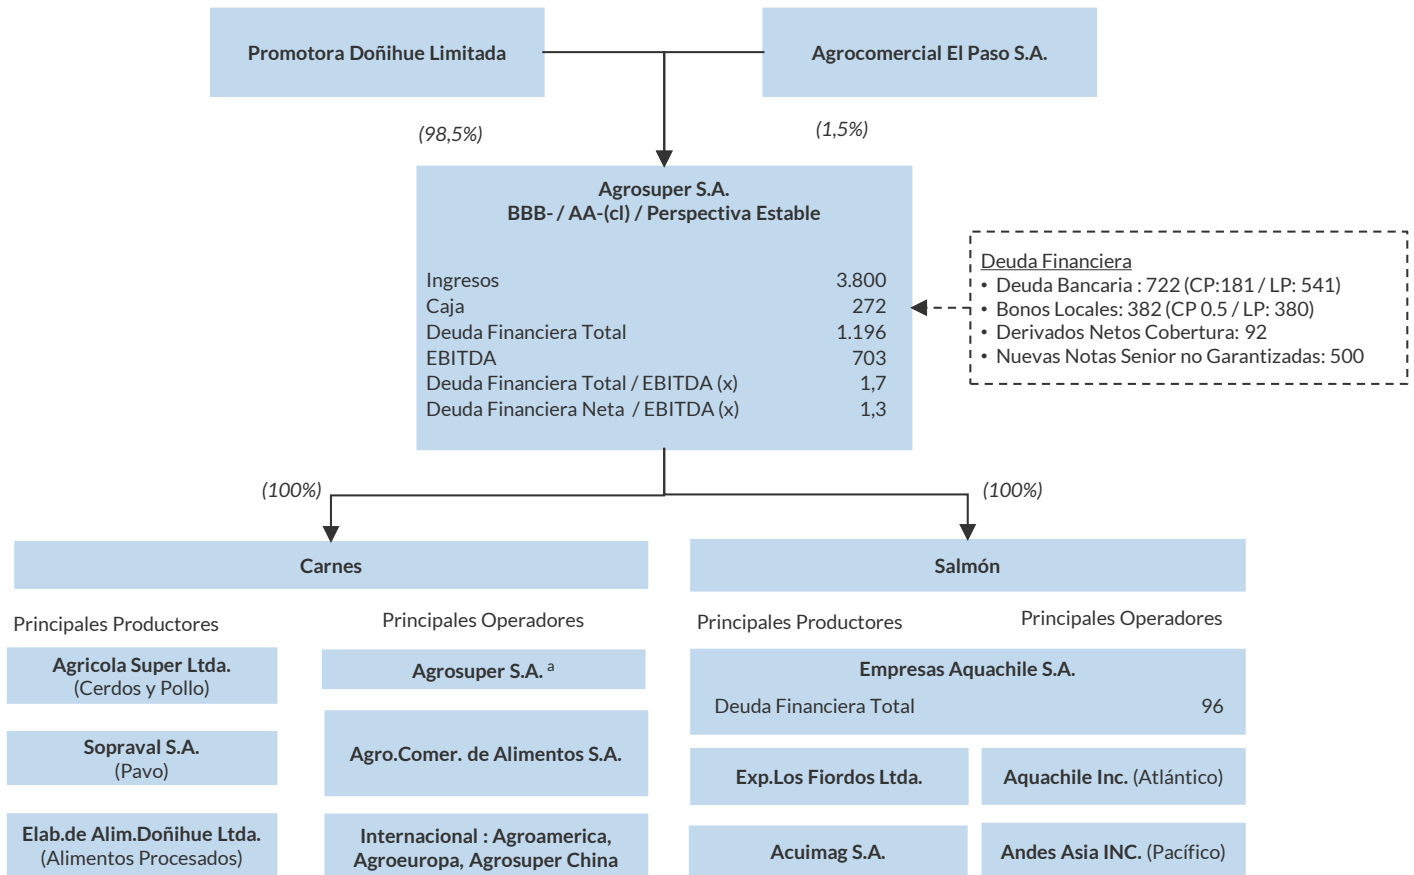 Promotora Doñihue Limitada
Agrocomercial El Paso S.A.
(98,5%)
(1,5%)
Agrosuper S.A.
BBB- / AA-(cl) / Perspectiva Estable
Ingresos 3.800
Caja 272
Deuda Financiera Total 1.196
EBITDA 703
Deuda Financiera Total / EBITDA (x) 1,7
Deuda Financiera Neta / EBITDA (x) 1,3
Deuda Financiera
• Deuda Bancaria : 722 (CP:181 / LP: 541)
• Bonos Locales: 382 (CP 0.5 / LP: 380)
• Derivados Netos Cobertura: 92
• Nuevas Notas Senior no Garantizadas: 500
(100%)
(100%)
Carnes
Principales Productores
Agricola Super Ltda.
(Cerdos y Pollo)
Sopraval S.A.
(Pavo)
Elab.de Alim.Doñihue Ltda.
(Alimentos Procesados)
Principales Operadores
Agrosuper S.A. ª
Agro.Comer. de Alimentos S.A.
Internacional : Agroamerica,
Agroeuropa, Agrosuper China
Salmón
Principales Productores
Principales Operadores
Empresas Aquachile S.A.
Deuda Financiera Total 96
Exp.Los Fiordos Ltda.
Aquachile Inc. (Atlántico)
Acuimag S.A.
Andes Asia INC. (Pacífico)